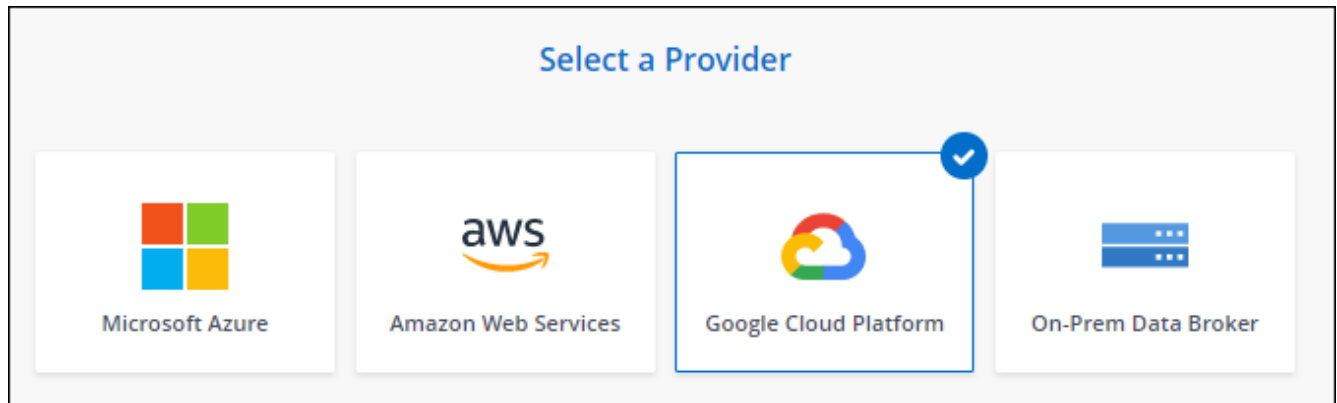 Select a Provider
aws
Microsoft Azure
Amazon Web Services
Google Cloud Platform
On-Prem Data Broker